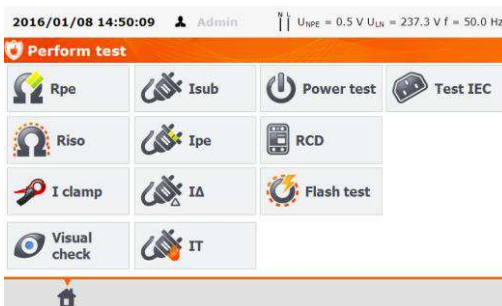 2016/01/08 14:50:09 Admin N L UNPE = 0.5 V ULN = 237.3 V f = 50.0 Hz
Perform test
Rpe Isub Power test Test IEC
Riso Ipe RCD
I clamp IΔ Flash test
Visual check IT